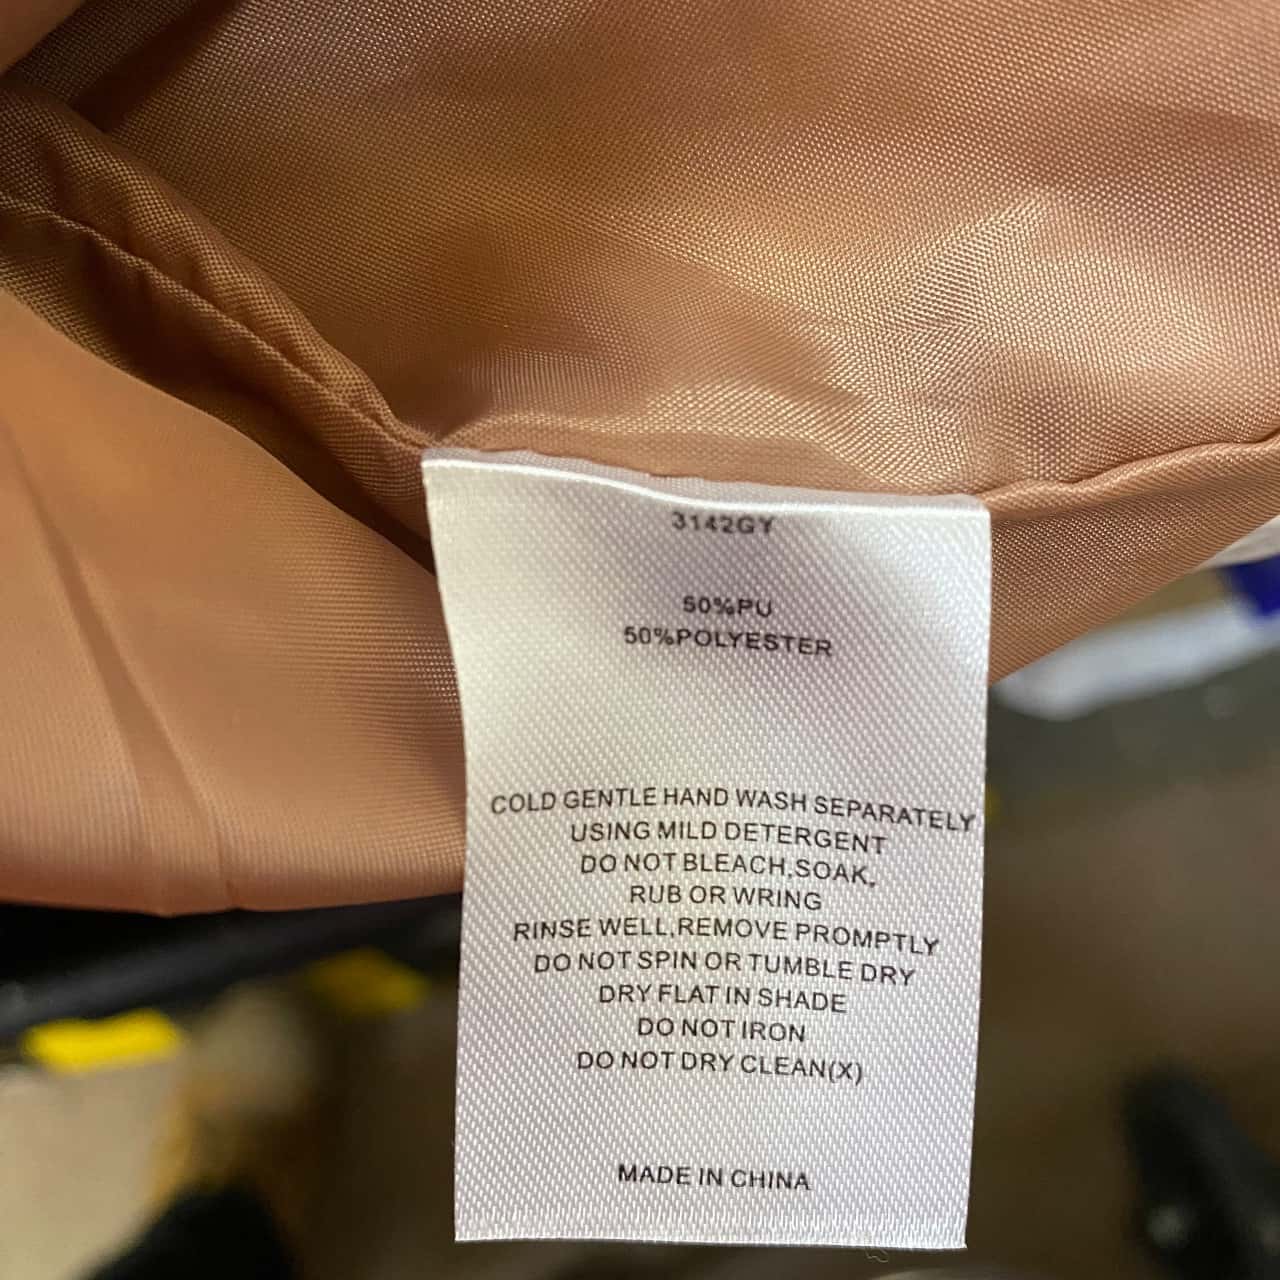 3142GY
50%PU
50%POLYESTER
COLD GENTLE HAND WASH SEPARATELY
USING MILD DETERGENT
DO NOT BLEACH,SOAK,
RUB OR WRING
RINSE WELL,REMOVE PROMPTLY
DO NOT SPIN OR TUMBLE DRY
DRY FLAT IN SHADE
DO NOT IRON
DO NOT DRY CLEAN(X)
MADE IN CHINA